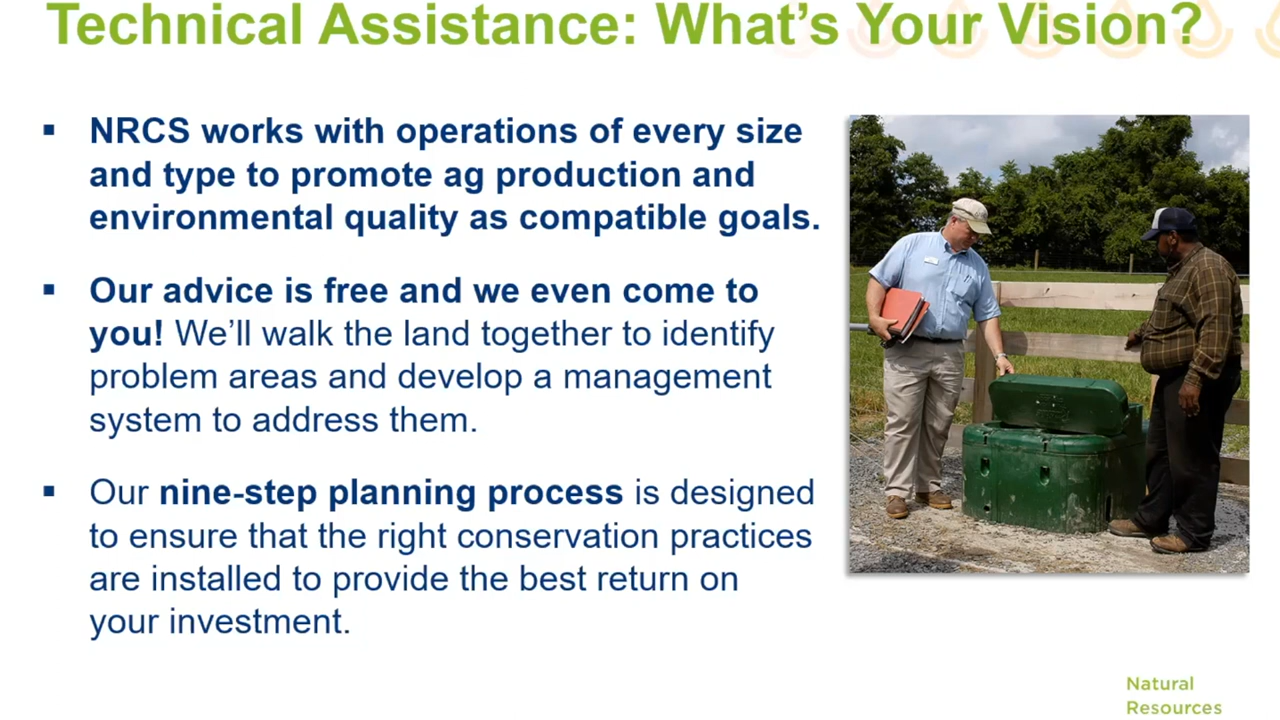 Technical Assistance: What's Your Vision?
▪ NRCS works with operations of every size
and type to promote ag production and
environmental quality as compatible goals.
▪ Our advice is free and we even come to
you! We'll walk the land together to identify
problem areas and develop a management
system to address them.
▪ Our nine-step planning process is designed
to ensure that the right conservation practices
are installed to provide the best return on
your investment.
Natural
Resources